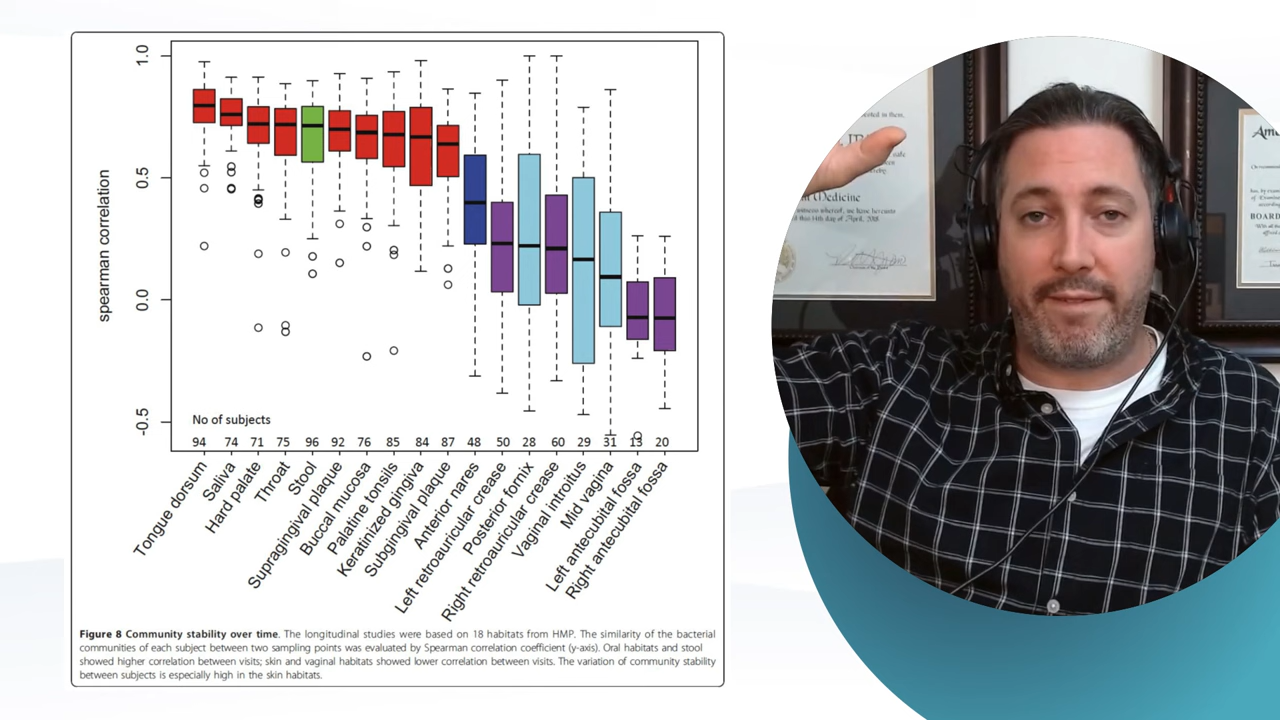 1.0
0.5
0.0
-0.5
spearman correlation
No of subjects
94 74 71 75 96 92 76 85 84 87 48 50 28 60 29 31 13 20
Tongue dorsum
Saliva
Hard palate
Throat
Stool
Supragingival plaque
Buccal mucosa
Palatine tonsils
Keratinized gingiva
Subgingival plaque
Anterior nares
Left retroauricular crease
Posterior fornix
Right retroauricular crease
Vaginal introitus
Mid vagina
Left antecubital fossa
Right antecubital fossa
Figure 8 Community stability over time. The longitudinal studies were based on 18 habitats from HMP. The similarity of the bacterial
communities of each subject between two sampling points was evaluated by Spearman correlation coefficient (y-axis). Oral habitats and stool
showed higher correlation between visits; skin and vaginal habitats showed lower correlation between visits. The variation of community stability
between subjects is especially high in the skin habitats.
Medicine
BOARD